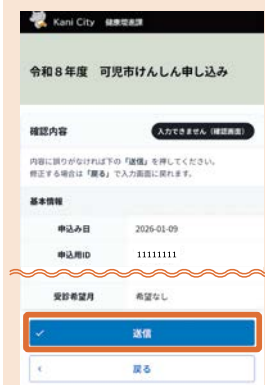 Kani City 健康増進課
令和8年度 可児市けんしん申し込み
確認内容
入力できません（確認画面）
内容に誤りがなければ下の「送信」を押してください。
修正する場合は「戻る」で入力画面に戻れます。
基本情報
申込み日 2026-01-09
申込用ID 11111111
受診希望月 希望なし
送信
戻る